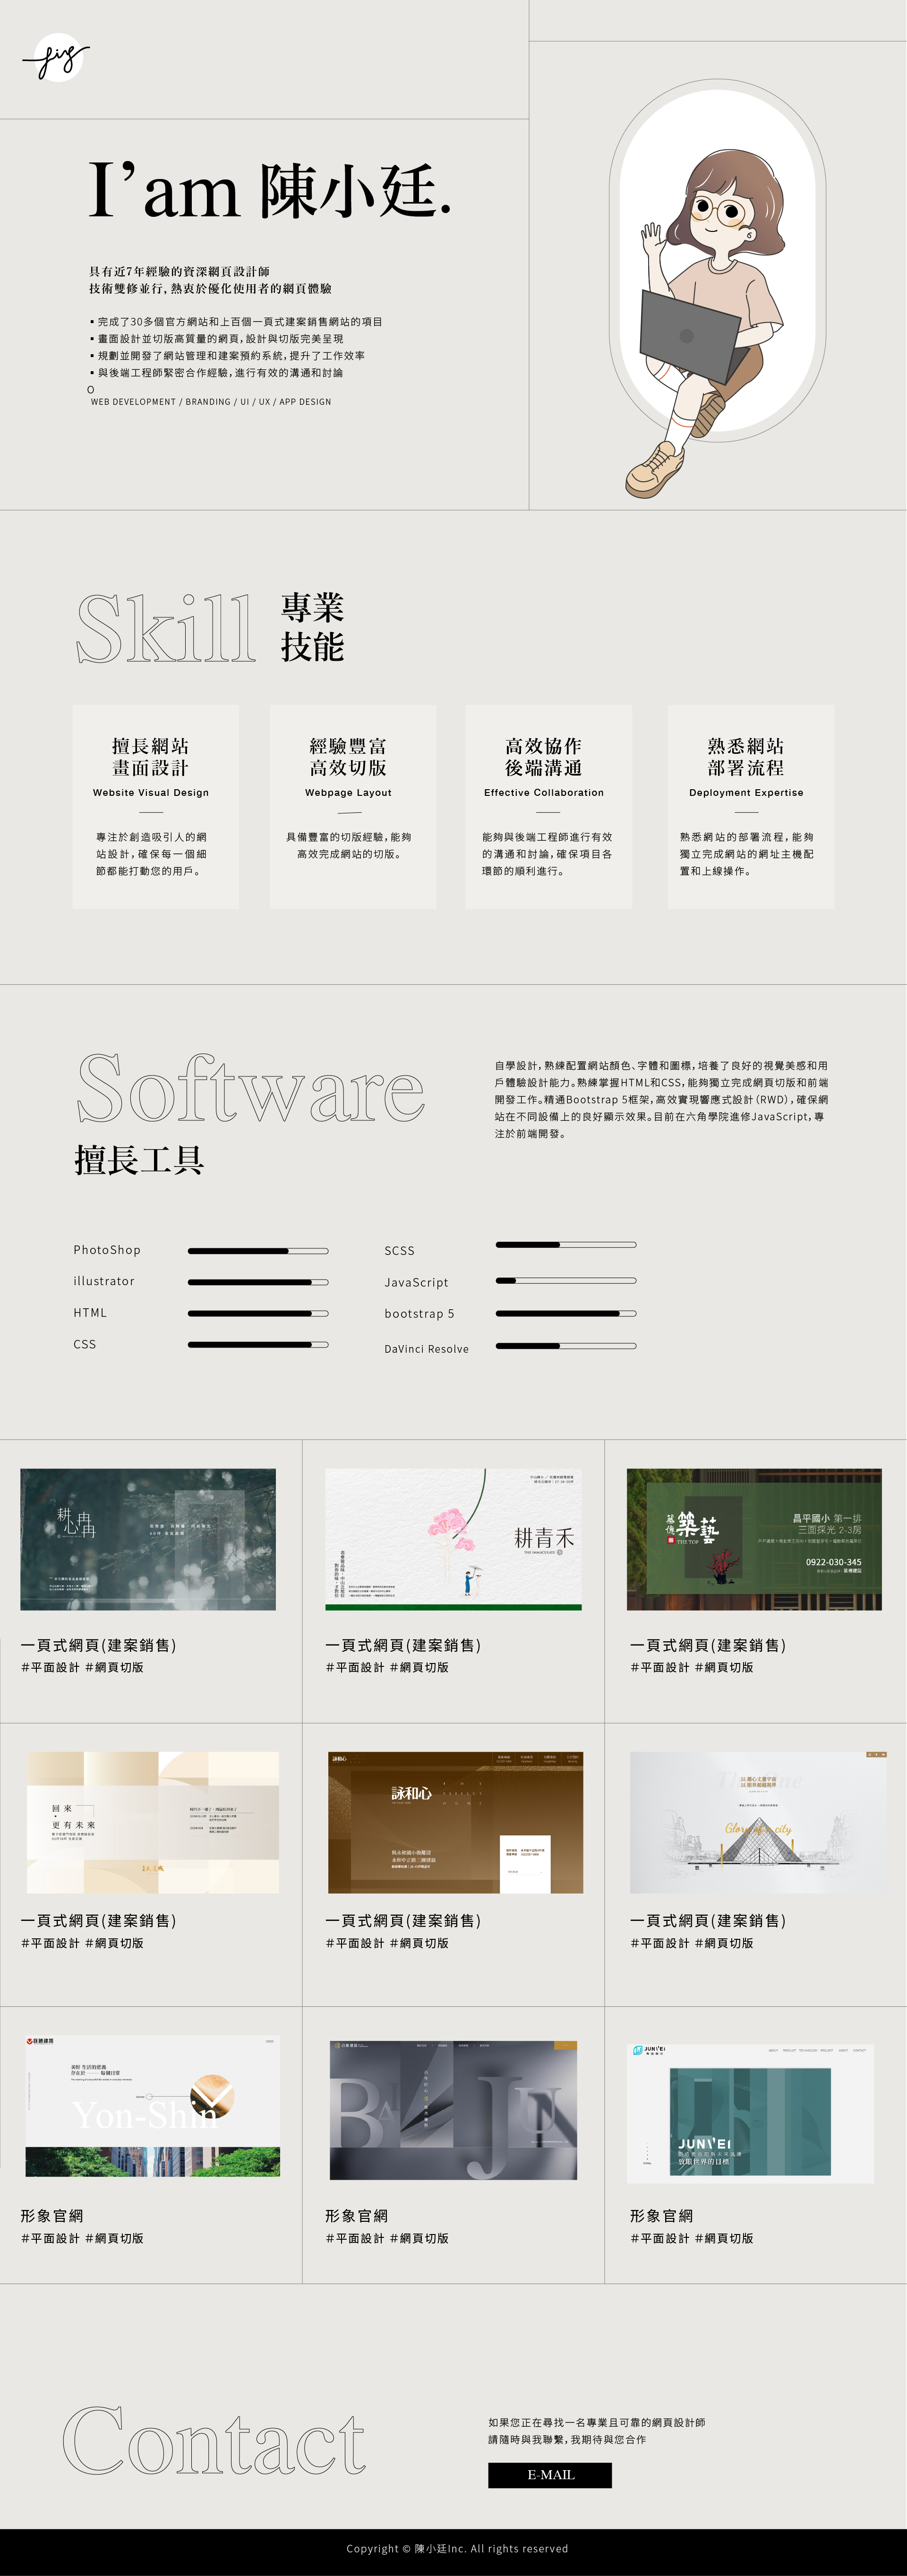 I’am 陳小廷.
具有近7年經驗的資深網頁設計師
技術雙修並行, 熱衷於優化使用者的網頁體驗
▪ 完成了30多個官方網站和上百個一頁式建案銷售網站的項目
▪ 畫面設計並切版高質量的網頁,設計與切版完美呈現
▪ 規劃並開發了網站管理和建案預約系統,提升了工作效率
▪ 與後端工程師緊密合作經驗,進行有效的溝通和討論
O
WEB DEVELOPMENT / BRANDING / UI / UX / APP DESIGN
Skill
專業
技能
擅長網站
畫面設計
Website Visual Design
專注於創造吸引人的網
站設計,確保每一個細
節都能打動您的用戶。
經驗豐富
高效切版
Webpage Layout
具備豐富的切版經驗,能夠
高效完成網站的切版。
高效協作
後端溝通
Effective Collaboration
能夠與後端工程師進行有效
的溝通和討論,確保項目各
環節的順利進行。
熟悉網站
部署流程
Deployment Expertise
熟悉網站的部署流程,能夠
獨立完成網站的網址主機配
置和上線操作。
Software
擅長工具
自學設計,熟練配置網站顏色、字體和圖標,培養了良好的視覺美感和用
戶體驗設計能力。熟練掌握HTML和CSS,能夠獨立完成網頁切版和前端
開發工作。精通Bootstrap 5框架,高效實現響應式設計(RWD),確保網
站在不同設備上的良好顯示效果。目前在六角學院進修JavaScript,專
注於前端開發。
PhotoShop
illustrator
HTML
CSS
SCSS
JavaScript
bootstrap 5
DaVinci Resolve
耕心冉冉
一頁式網頁(建案銷售)
#平面設計 #網頁切版
耕青禾
THE IMMACULATE
一頁式網頁(建案銷售)
#平面設計 #網頁切版
築藝
THE TOP
昌平國小 第一排
三面採光 2-3房
0922-030-345
一頁式網頁(建案銷售)
#平面設計 #網頁切版
回來
更有未來
一頁式網頁(建案銷售)
#平面設計 #網頁切版
詠和心
詠和心
一頁式網頁(建案銷售)
#平面設計 #網頁切版
Glory of a city
一頁式網頁(建案銷售)
#平面設計 #網頁切版
Yon-Shin
形象官網
#平面設計 #網頁切版
形象官網
#平面設計 #網頁切版
JUNWEI
JUNWEI
放眼世界的目標
形象官網
#平面設計 #網頁切版
Contact
如果您正在尋找一名專業且可靠的網頁設計師
請隨時與我聯繫,我期待與您合作
E-MAIL
Copyright © 陳小廷Inc. All rights reserved